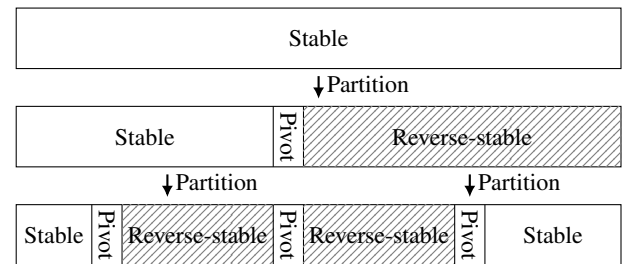 Stable
Partition
Stable Pivot Reverse-stable
Partition Partition
Stable Pivot Reverse-stable Pivot Reverse-stable Pivot Stable